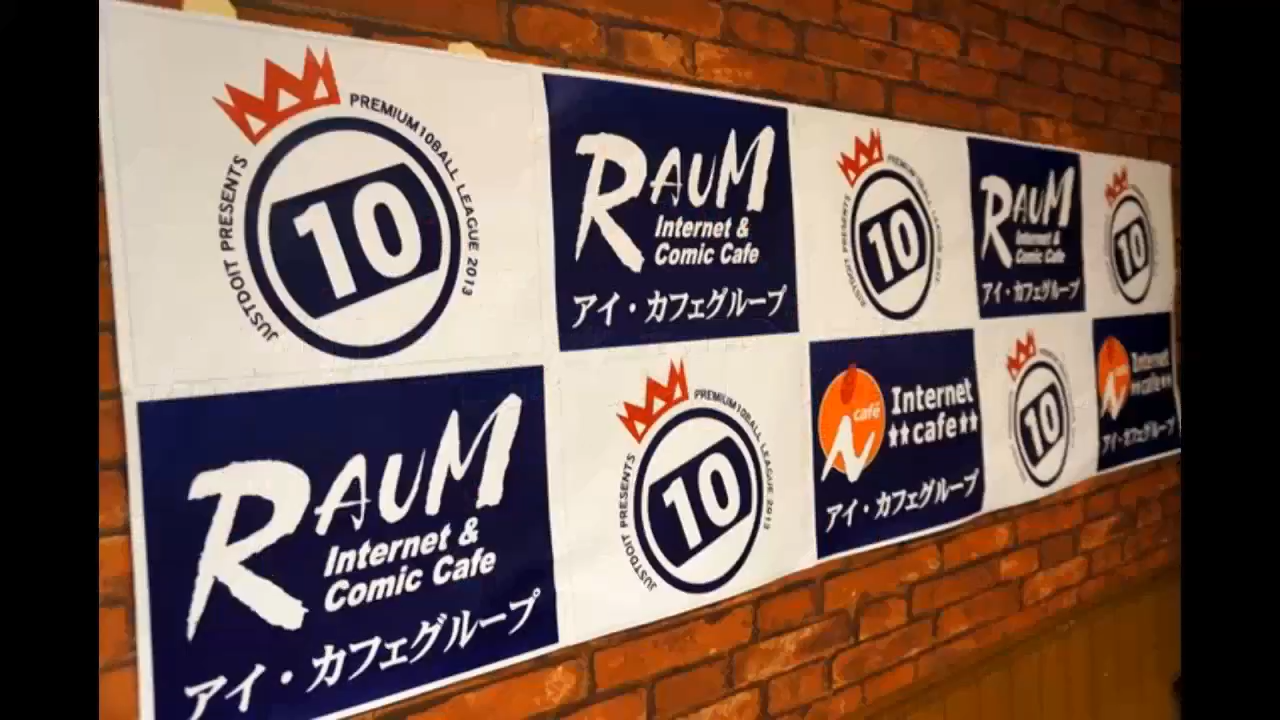 PREMIUM10BALL LEAGUE 2013
JUSTDOIT PRESENTS
10
RAUM
Internet &
Comic Cafe
アイ・カフェグループ
PREMIUM 10BALL LEAGUE 2013
JUSTDOIT PRESENTS
10
RAUM
Internet &
Comic Cafe
アイ・カフェグループ
10
RAUM
Internet &
Comic Cafe
アイ・カフェグループ
PREMIUM10BALL LEAGUE 2013
JUSTDOIT PRESENTS
10
café
Internet
cafe
アイ・カフェグループ
10
Internet
cafe
アイ・カフェグループ